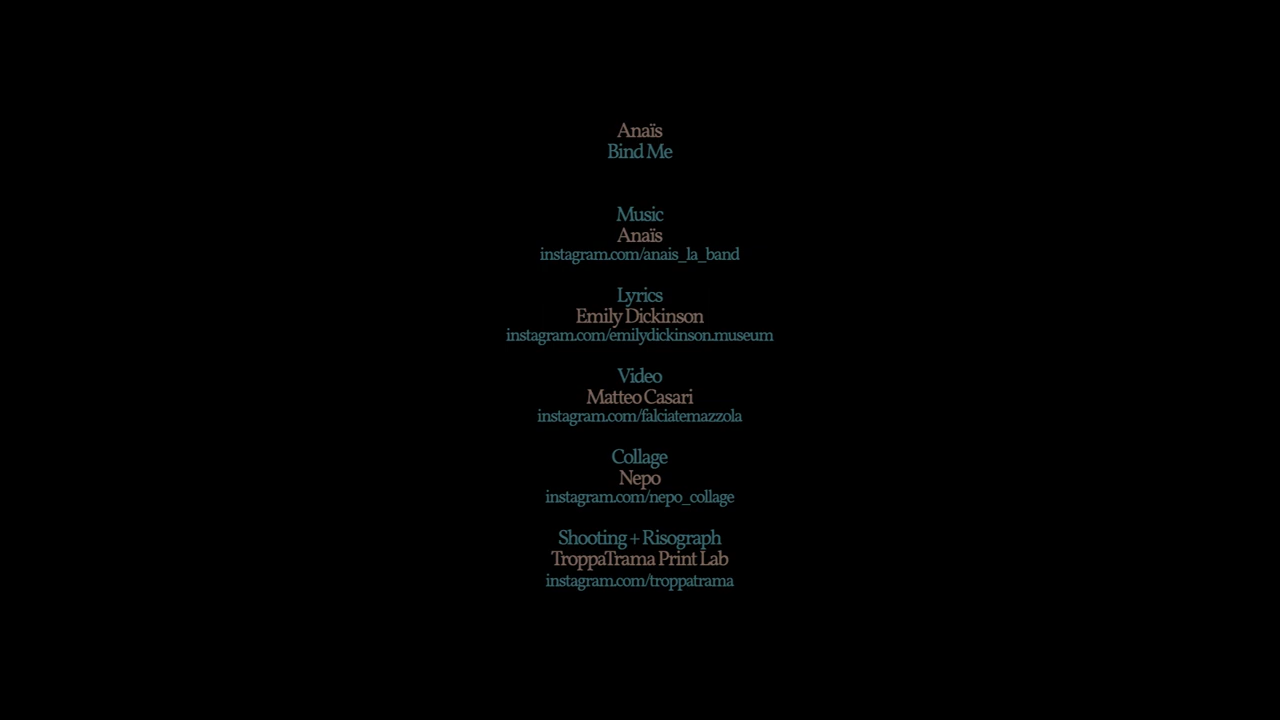 Anaïs
Bind Me
Music
Anaïs
instagram.com/anais_la_band
Lyrics
Emily Dickinson
instagram.com/emilydickinson.museum
Video
Matteo Casari
instagram.com/falciatemazzola
Collage
Nepo
instagram.com/nepo_collage
Shooting + Risograph
TroppaTrama Print Lab
instagram.com/troppatrama